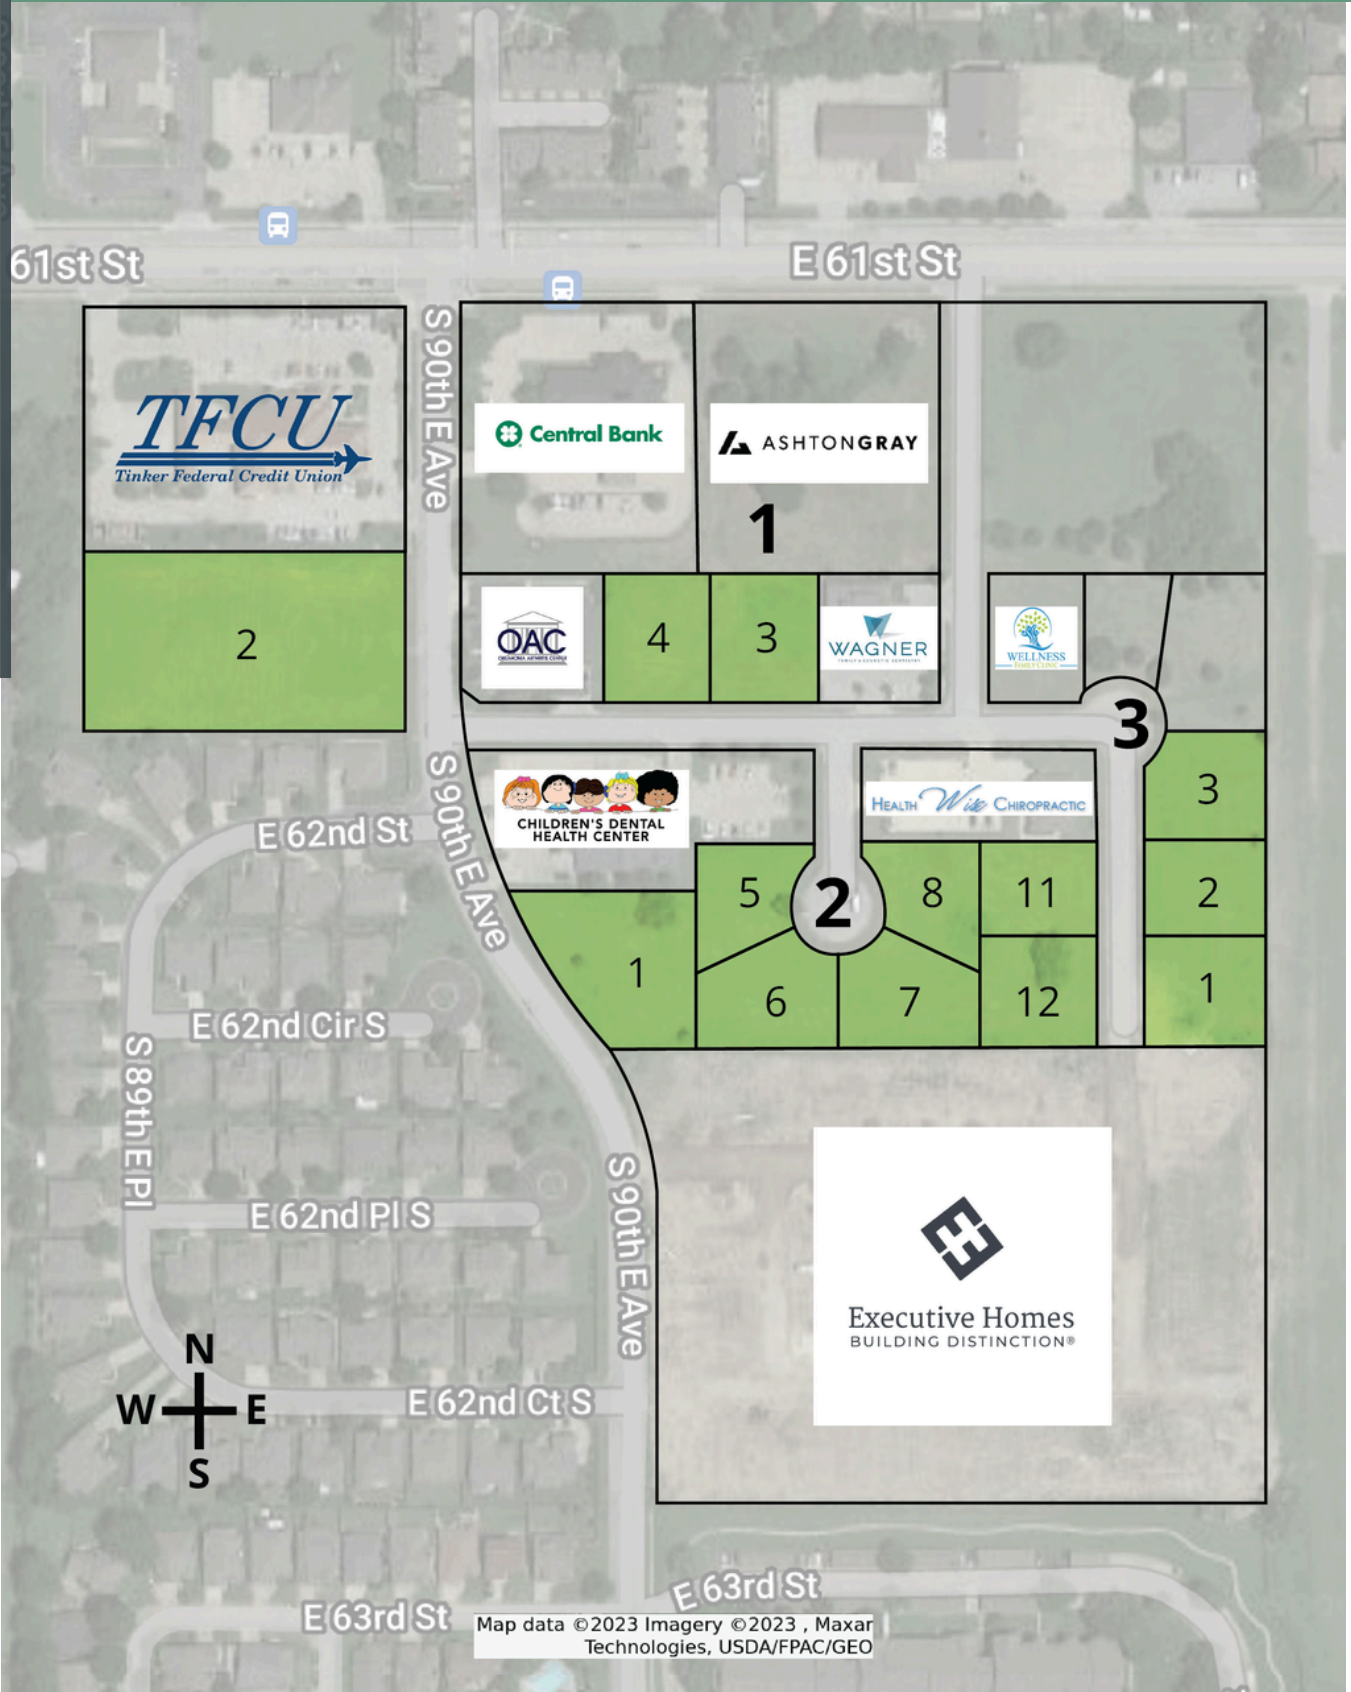 61st St
E 61st St
S 90th E Ave
TFCU
Tinker Federal Credit Union
Central Bank
ASHTONGRAY
1
2
OAC
4
3
WAGNER
WELLNESS
FAMILY CLINIC
3
S 90th E Ave
CHILDREN'S DENTAL
HEALTH CENTER
HEALTH Wise CHIROPRACTIC
3
E 62nd St
5
2
8
11
2
1
6
7
12
1
E 62nd Cir S
S 89th E Pl
E 62nd Pl S
S 90th E Ave
Executive Homes
BUILDING DISTINCTION®
N
W E
S
E 62nd Ct S
E 63rd St
E 63rd St
Map data ©2023 Imagery ©2023 , Maxar
Technologies, USDA/FPAC/GEO